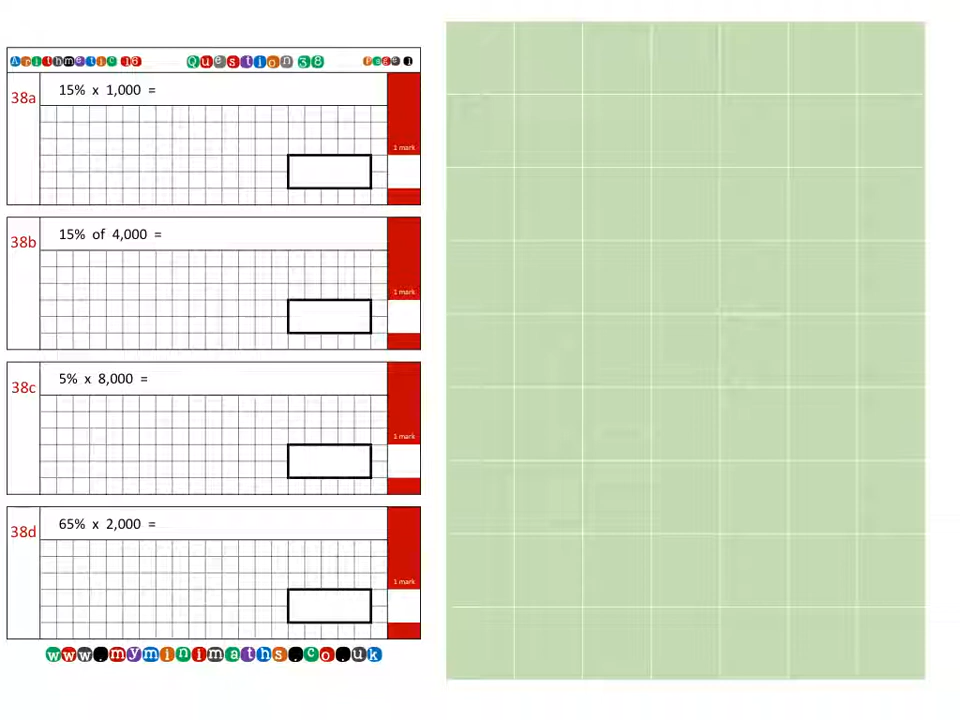 Arithmetic 16 Question 38 Page 1
38a 15% x 1,000 =
1 mark
38b 15% of 4,000 =
1 mark
38c 5% x 8,000 =
1 mark
38d 65% x 2,000 =
1 mark
www.myminimaths.co.uk